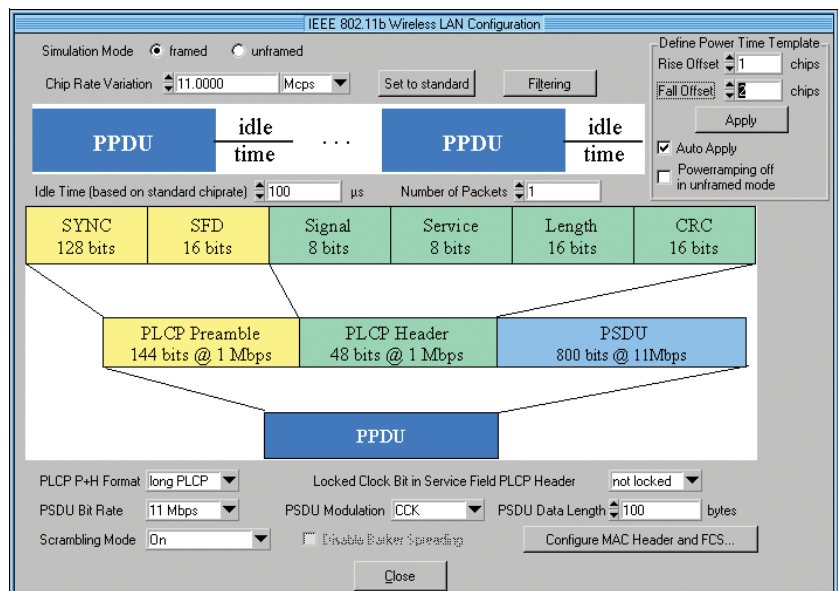 IEEE 802.11b Wireless LAN Configuration
Simulation Mode framed unframed
Define Power Time Template
Rise Offset 1 chips
Chip Rate Variation 11.0000 Mcps Set to standard Filtering
Fall Offset 2 chips
Apply
PPDU idle time ... PPDU idle time
Auto Apply
Powerramping off
in unframed mode
Idle Time (based on standard chiprate) 100 µs Number of Packets 1
SYNC SFD Signal Service Length CRC
128 bits 16 bits 8 bits 8 bits 16 bits 16 bits
PLCP Preamble PLCP Header PSDU
144 bits @ 1 Mbps 48 bits @ 1 Mbps 800 bits @ 11Mbps
PPDU
PLCP P+H Format long PLCP Locked Clock Bit in Service Field PLCP Header not locked
PSDU Bit Rate 11 Mbps PSDU Modulation CCK PSDU Data Length 100 bytes
Scrambling Mode On Disable Barker Spreading Configure MAC Header and FCS...
Close